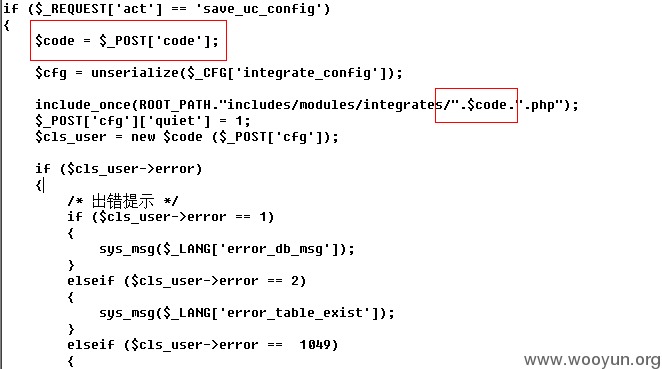 if ($_REQUEST['act'] == 'save_uc_config')
{
    $code = $_POST['code'];

    $cfg = unserialize($_CFG['integrate_config']);

    include_once(ROOT_PATH."includes/modules/integrates/".$code.".php");
    $_POST['cfg']['quiet'] = 1;
    $cls_user = new $code ($_POST['cfg']);

    if ($cls_user->error)
    {
        /* 出错提示 */
        if ($cls_user->error == 1)
        {
            sys_msg($_LANG['error_db_msg']);
        }
        elseif ($cls_user->error == 2)
        {
            sys_msg($_LANG['error_table_exist']);
        }
        elseif ($cls_user->error ==  1049)
        {
www.wooyun.org